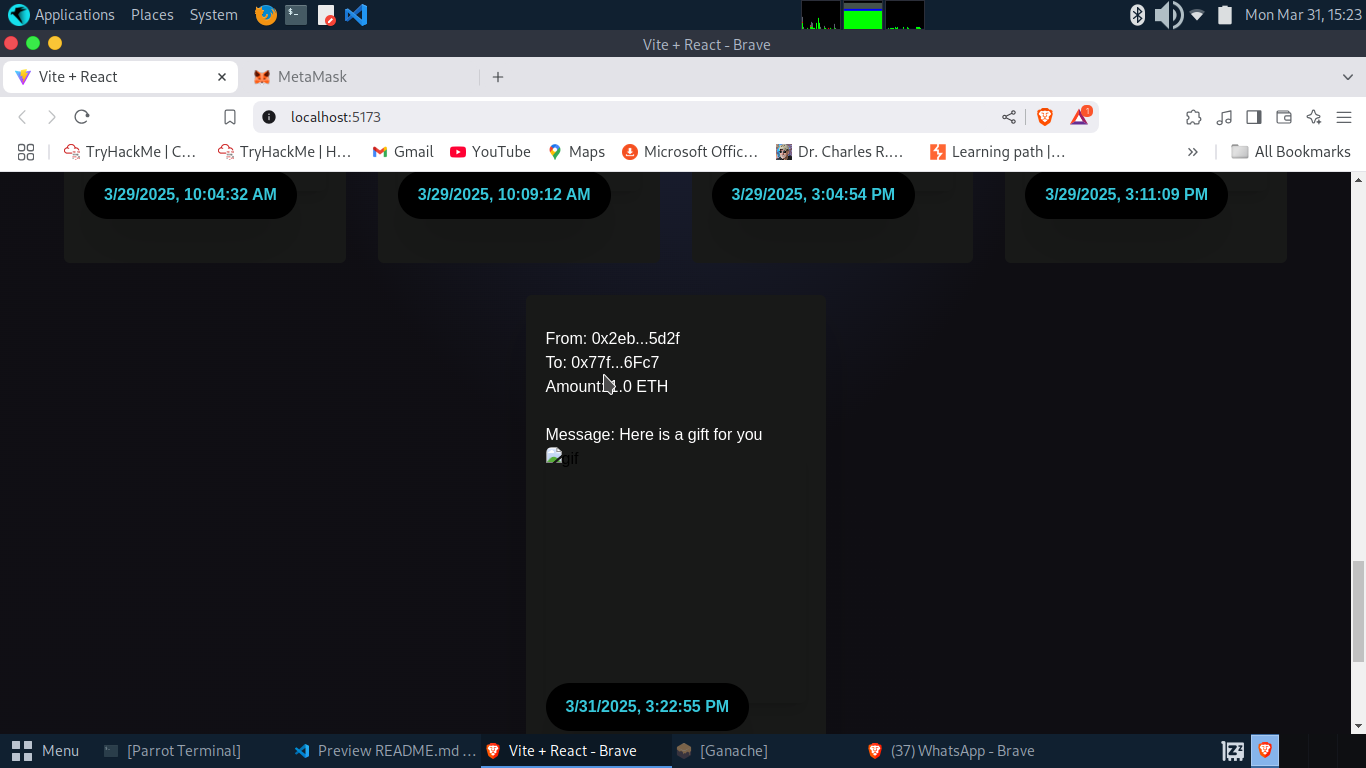 Applications Places System Mon Mar 31, 15:23
Vite + React - Brave
Vite + React MetaMask
localhost:5173 1
TryHackMe | C... TryHackMe | H... Gmail YouTube Maps Microsoft Offic... Dr. Charles R.... Learning path |... » All Bookmarks
3/29/2025, 10:04:32 AM 3/29/2025, 10:09:12 AM 3/29/2025, 3:04:54 PM 3/29/2025, 3:11:09 PM
From: 0x2eb...5d2f
To: 0x77f...6Fc7
Amount: 1.0 ETH
Message: Here is a gift for you
gif
3/31/2025, 3:22:55 PM
Menu [Parrot Terminal] Preview README.md ... Vite + React - Brave [Ganache] (37) WhatsApp - Brave